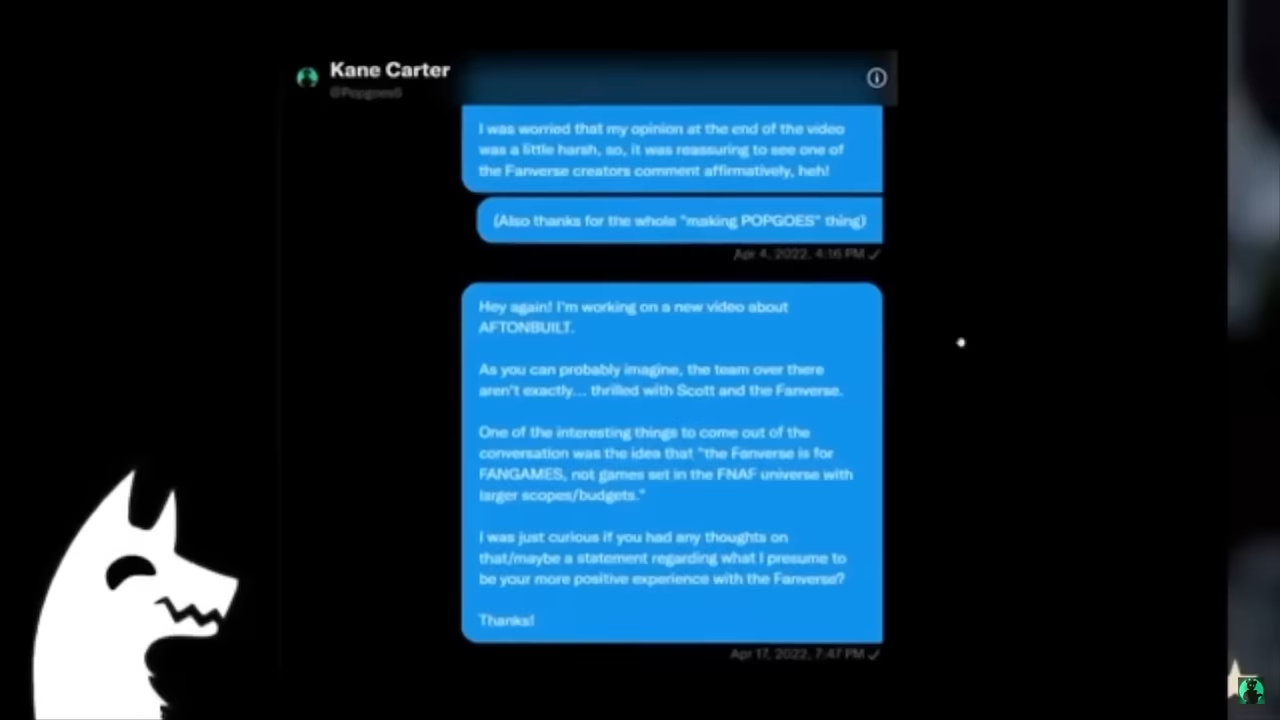 Kane Carter
@Popgoes5
I was worried that my opinion at the end of the video
was a little harsh, so, it was reassuring to see one of
the Fanverse creators comment affirmatively, heh!
(Also thanks for the whole "making POPGOES" thing)
Apr 4, 2022, 4:16 PM
Hey again! I'm working on a new video about
AFTONBUILT.
As you can probably imagine, the team over there
aren't exactly... thrilled with Scott and the Fanverse.
One of the interesting things to come out of the
conversation was the idea that "the Fanverse is for
FANGAMES, not games set in the FNAF universe with
larger scopes/budgets."
I was just curious if you had any thoughts on
that/maybe a statement regarding what I presume to
be your more positive experience with the Fanverse?
Thanks!
Apr 17, 2022, 7:47 PM